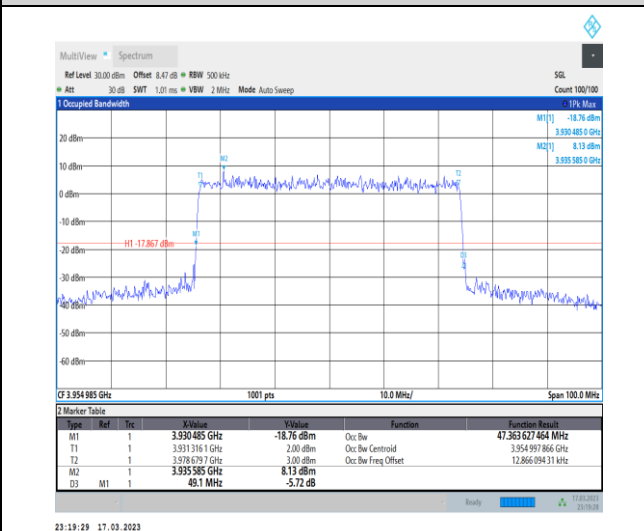 MultiView Spectrum
Ref Level 30.00 dBm Offset 8.47 dB RBW 500 kHz SGL
Att 30 dB SWT 1.01 ms VBW 2 MHz Mode Auto Sweep Count 100/100
1 Occupied Bandwidth 1Pk Max
M1[1] -18.76 dBm
3.930 485 0 GHz
M2[1] 8.13 dBm
3.935 585 0 GHz
20 dBm
M2
10 dBm
T1 T2
0 dBm
-10 dBm
M1
H1 -17.867 dBm
-20 dBm
D3
-30 dBm
-40 dBm
-50 dBm
-60 dBm
CF 3.954 985 GHz 1001 pts 10.0 MHz/ Span 100.0 MHz
2 Marker Table
Type Ref Trc X-Value Y-Value Function Function Result
M1 1 3.930 485 GHz -18.76 dBm Occ Bw 47.363 627 464 MHz
T1 1 3.931 316 1 GHz 2.00 dBm Occ Bw Centroid 3.954 997 866 GHz
T2 1 3.978 679 7 GHz 3.00 dBm Occ Bw Freq Offset 12.866 094 31 kHz
M2 1 3.935 585 GHz 8.13 dBm
D3 M1 1 49.1 MHz -5.72 dB
Ready 17.03.2023
23:19:28
23:19:29 17.03.2023